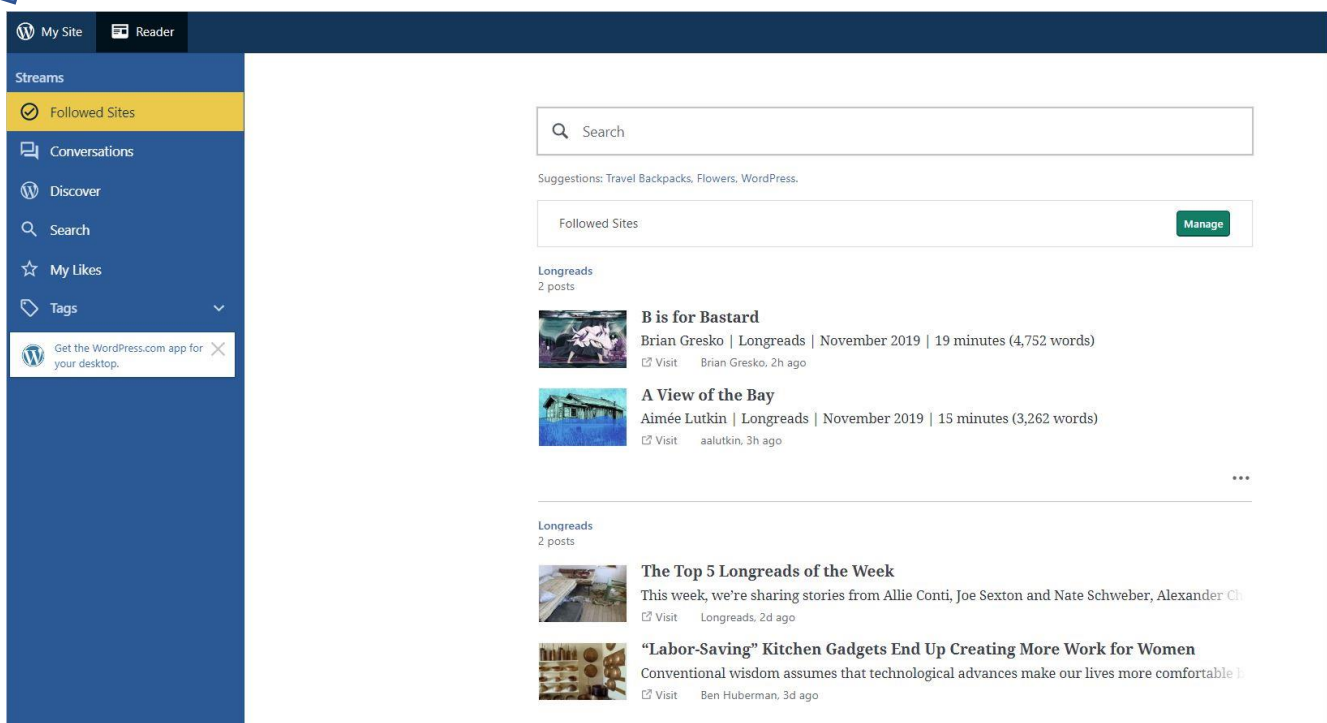 My Site
Reader
Streams
Followed Sites
Conversations
Discover
Search
My Likes
Tags
Get the WordPress.com app for
your desktop.
Search
Suggestions: Travel Backpacks, Flowers, WordPress.
Followed Sites
Manage
Longreads
2 posts
B is for Bastard
Brian Gresko | Longreads | November 2019 | 19 minutes (4,752 words)
Visit Brian Gresko, 2h ago
A View of the Bay
Aimée Lutkin | Longreads | November 2019 | 15 minutes (3,262 words)
Visit aalutkin, 3h ago
Longreads
2 posts
The Top 5 Longreads of the Week
This week, we’re sharing stories from Allie Conti, Joe Sexton and Nate Schweber, Alexander
Visit Longreads, 2d ago
“Labor-Saving” Kitchen Gadgets End Up Creating More Work for Women
Conventional wisdom assumes that technological advances make our lives more comfortable
Visit Ben Huberman, 3d ago